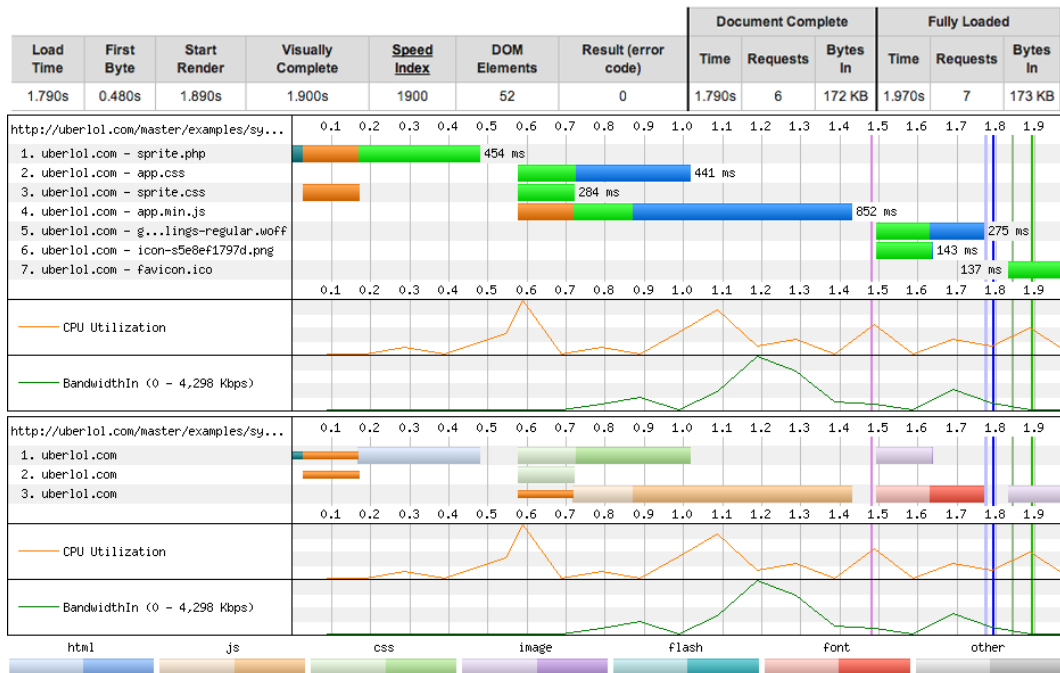 Document Complete Fully Loaded
Load Time First Byte Start Render Visually Complete Speed Index DOM Elements Result (error code) Time Requests Bytes In Time Requests Bytes In
1.790s 0.480s 1.890s 1.900s 1900 52 0 1.790s 6 172 KB 1.970s 7 173 KB
http://uberlol.com/master/examples/sy... 0.1 0.2 0.3 0.4 0.5 0.6 0.7 0.8 0.9 1.0 1.1 1.2 1.3 1.4 1.5 1.6 1.7 1.8 1.9
1. uberlol.com - sprite.php 454 ms
2. uberlol.com - app.css 441 ms
3. uberlol.com - sprite.css 284 ms
4. uberlol.com - app.min.js 852 ms
5. uberlol.com - g...lings-regular.woff 275 ms
6. uberlol.com - icon-s5e8ef1797d.png 143 ms
7. uberlol.com - favicon.ico 137 ms
0.1 0.2 0.3 0.4 0.5 0.6 0.7 0.8 0.9 1.0 1.1 1.2 1.3 1.4 1.5 1.6 1.7 1.8 1.9
CPU Utilization
BandwidthIn (0 - 4,298 Kbps)
http://uberlol.com/master/examples/sy... 0.1 0.2 0.3 0.4 0.5 0.6 0.7 0.8 0.9 1.0 1.1 1.2 1.3 1.4 1.5 1.6 1.7 1.8 1.9
1. uberlol.com
2. uberlol.com
3. uberlol.com
0.1 0.2 0.3 0.4 0.5 0.6 0.7 0.8 0.9 1.0 1.1 1.2 1.3 1.4 1.5 1.6 1.7 1.8 1.9
CPU Utilization
BandwidthIn (0 - 4,298 Kbps)
html js css image flash font other